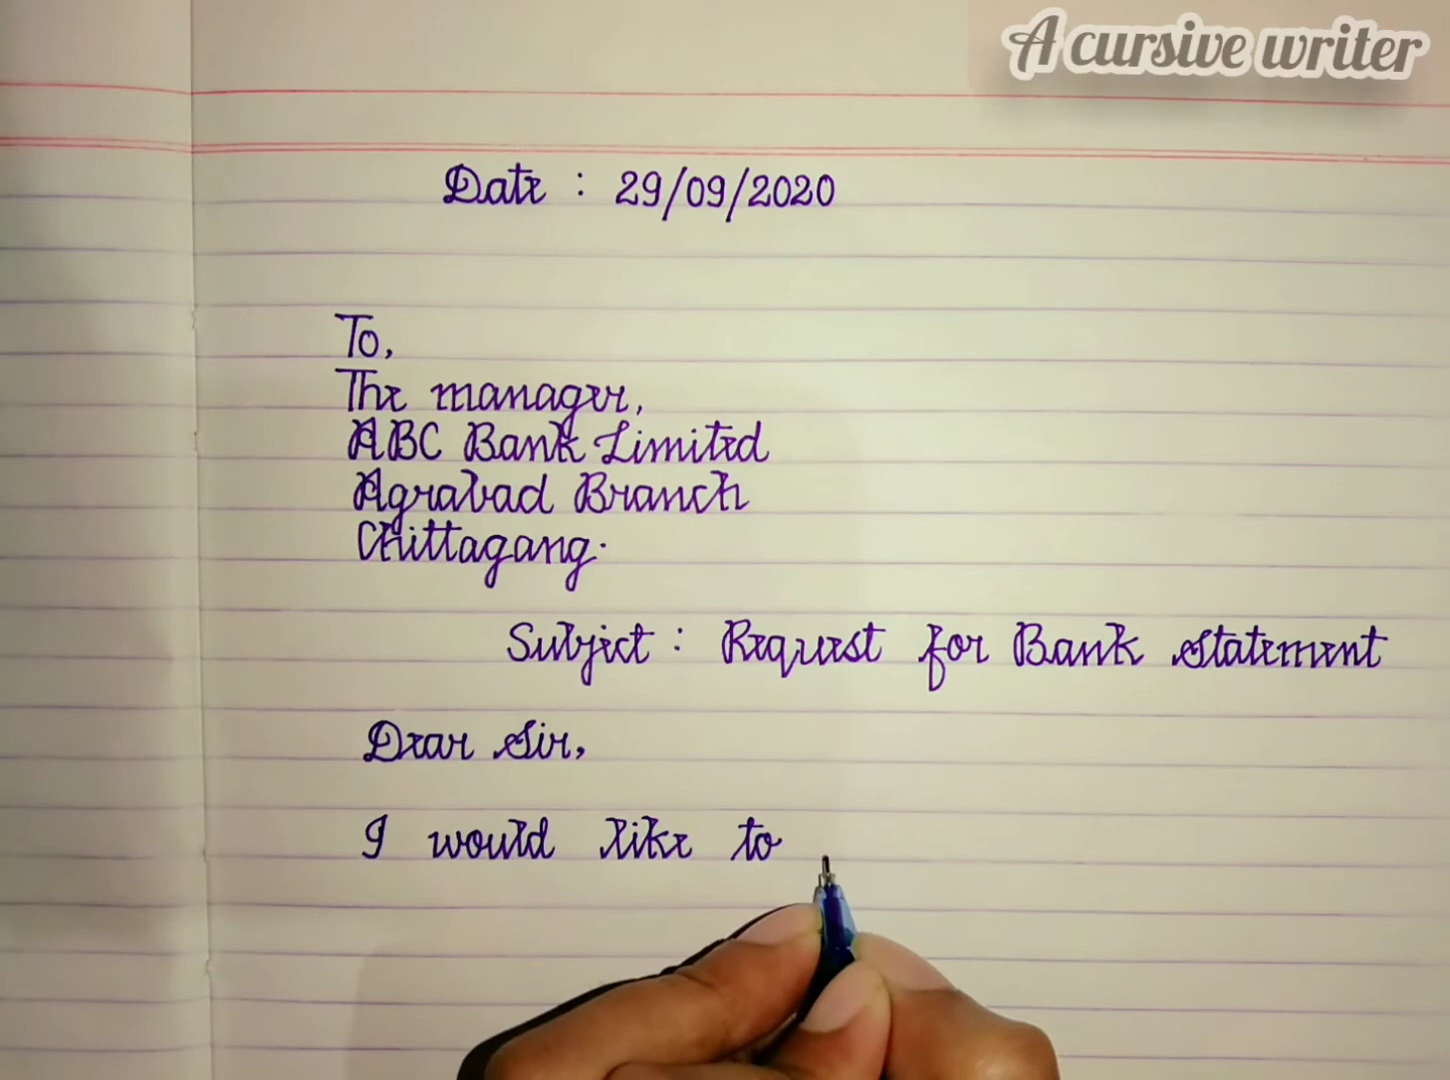 A cursive writer
Date : 29/09/2020
To,
The manager,
ABC Bank Limited
Agrabad Branch
Chittagang.
Subject : Request for Bank Statement
Dear Sir,
I would like to